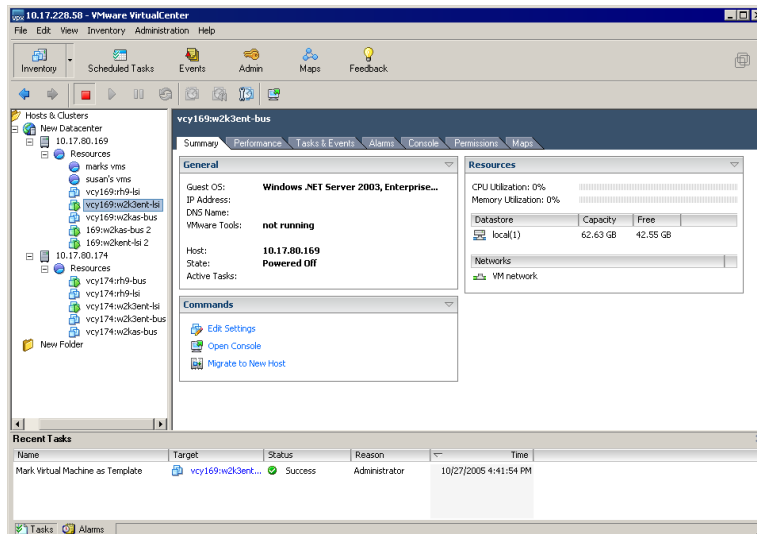 10.17.228.58 - VMware VirtualCenter
File Edit View Inventory Administration Help
Inventory Scheduled Tasks Events Admin Maps Feedback
Hosts & Clusters
New Datacenter
10.17.80.169
Resources
marks vms
susan's vms
vcy169:rh9-lsi
vcy169:w2k3ent-lsi
vcy169:w2kas-bus
169:w2kas-bus 2
169:w2kent-lsi 2
10.17.80.174
Resources
vcy174:rh9-bus
vcy174:rh9-lsi
vcy174:w2k3ent-lsi
vcy174:w2k3ent-bus
vcy174:w2kas-bus
New Folder
vcy169:w2k3ent-bus
Summary Performance Tasks & Events Alarms Console Permissions Maps
General
Guest OS: Windows .NET Server 2003, Enterprise...
IP Address:
DNS Name:
VMware Tools: not running
Host: 10.17.80.169
State: Powered Off
Active Tasks:
Commands
Edit Settings
Open Console
Migrate to New Host
Resources
CPU Utilization: 0%
Memory Utilization: 0%
Datastore Capacity Free
local(1) 62.63 GB 42.55 GB
Networks
VM network
Recent Tasks
Name Target Status Reason Time
Mark Virtual Machine as Template vcy169:w2k3ent... Success Administrator 10/27/2005 4:41:54 PM
Tasks Alarms